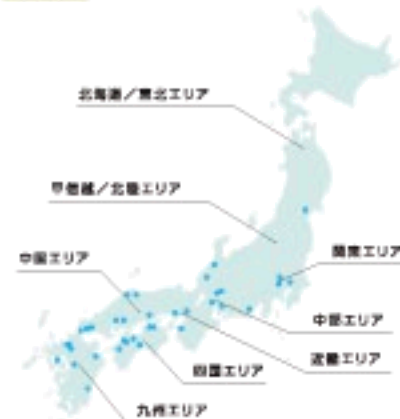 北海道／東北エリア
甲信越／北陸エリア
関東エリア
中国エリア
中部エリア
近畿エリア
四国エリア
九州エリア